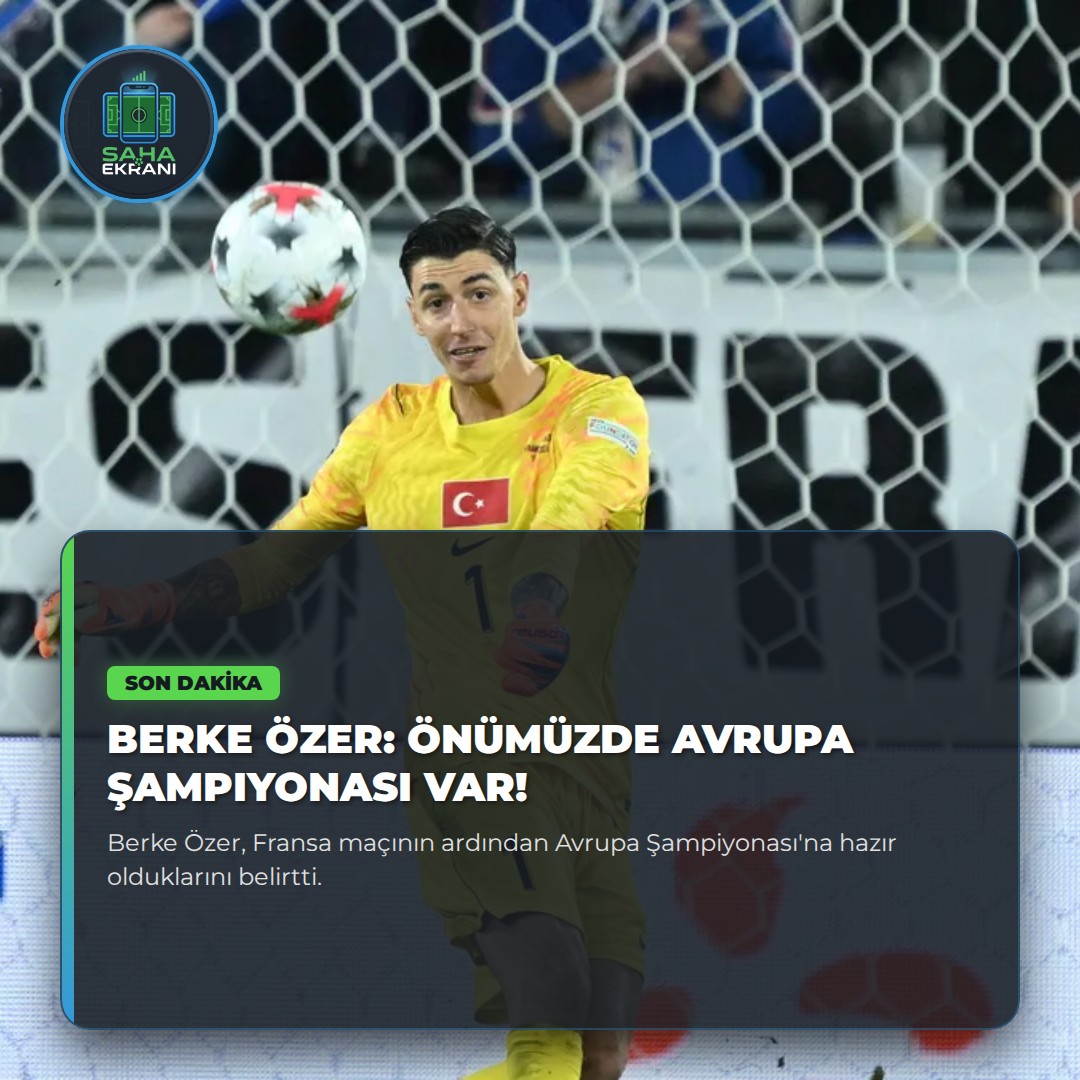 SAHA
EKRANI
1
SON DAKİKA
BERKE ÖZER: ÖNÜMÜZDE AVRUPA
ŞAMPIYONASI VAR!
Berke Özer, Fransa maçının ardından Avrupa Şampiyonası'na hazır
olduklarını belirtti.